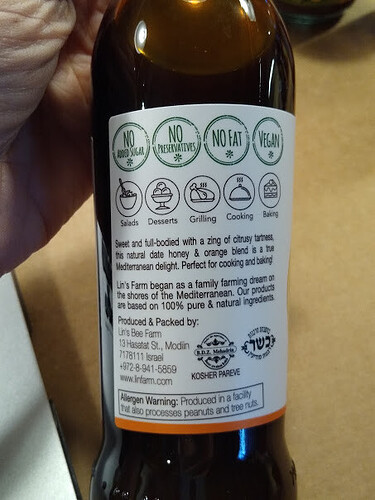 NO ADDED SUGAR
NO PRESERVATIVES
NO FAT
VEGAN
Salads Desserts Grilling Cooking Baking
Sweet and full-bodied with a zing of citrusy tartness,
this natural date honey & orange blend is a true
Mediterranean delight. Perfect for cooking and baking!
Lin's Farm began as a family farming dream on
the shores of the Mediterranean. Our products
are based on 100% pure & natural ingredients.
Produced & Packed by:
Lin's Bee Farm
13 Hasatat St., Modiin
7178111 Israel
+972-8-941-5859
www.linfarm.com
B.D.Z. Mehadrin
KOSHER PAREVE
כשר
Allergen Warning: Produced in a facility
that also processes peanuts and tree nuts.